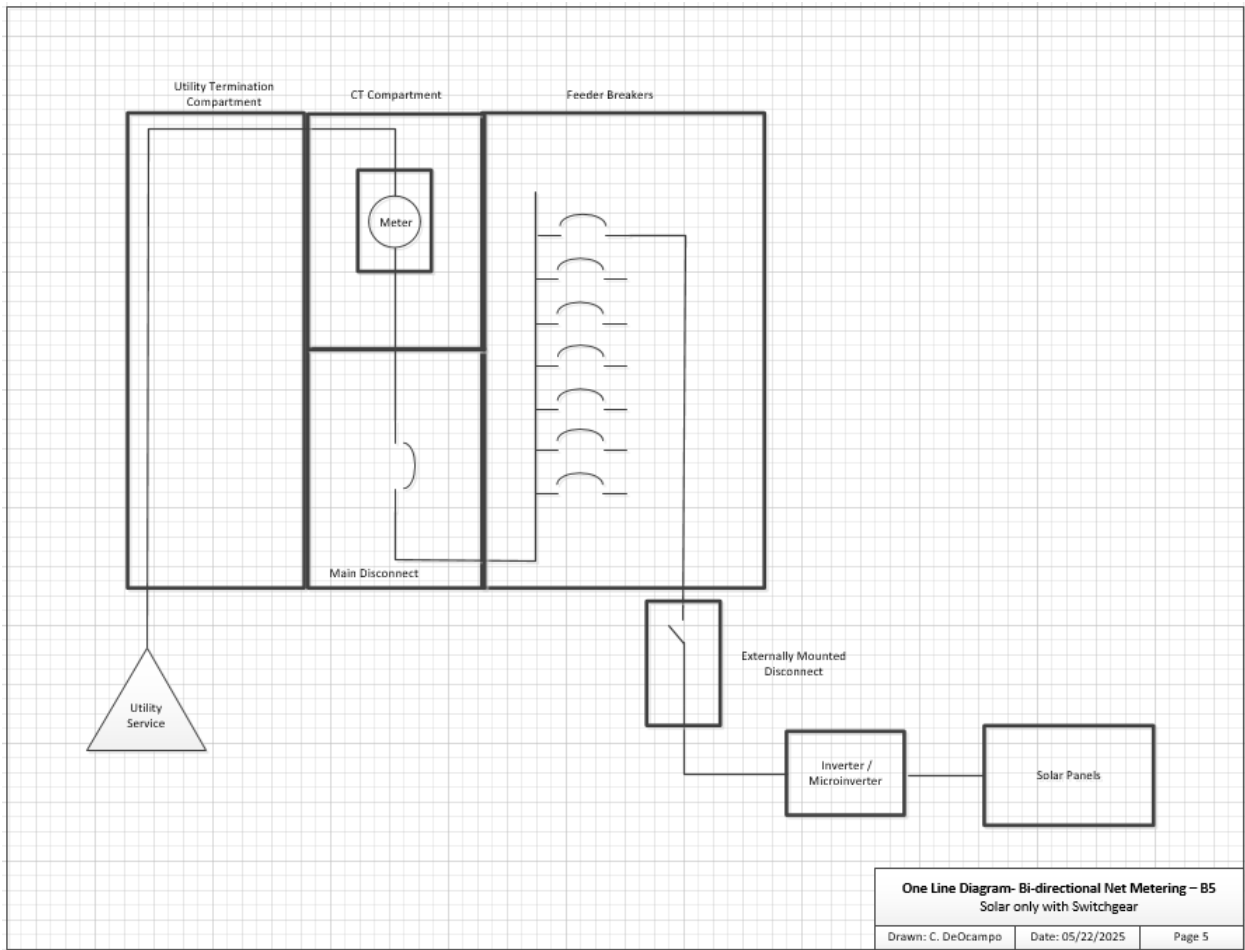 Utility Termination
Compartment
CT Compartment
Feeder Breakers
Meter
Main Disconnect
Externally Mounted
Disconnect
Utility
Service
Inverter /
Microinverter
Solar Panels
One Line Diagram- Bi-directional Net Metering – B5
Solar only with Switchgear
Drawn: C. DeOcampo
Date: 05/22/2025
Page 5